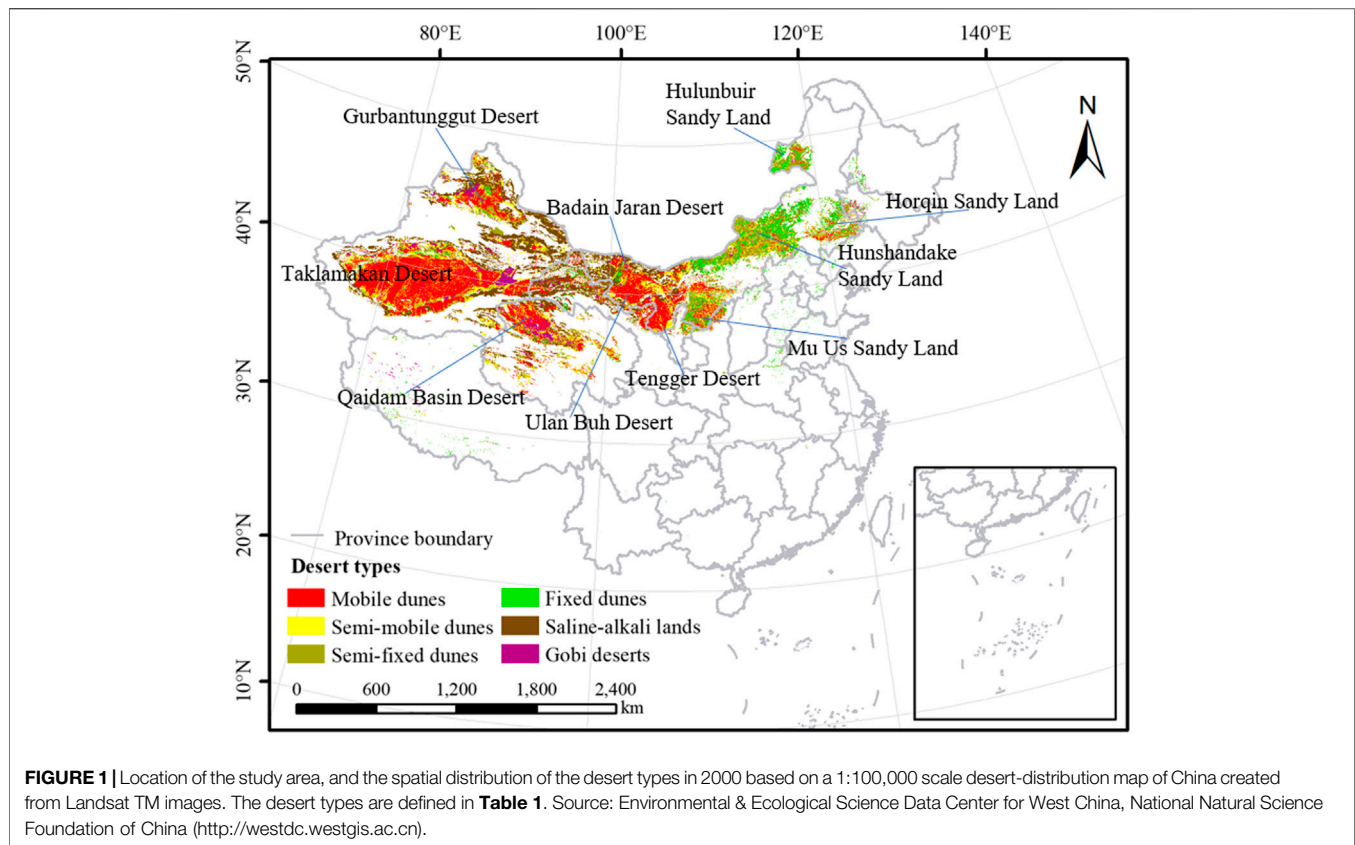 80°E 100°E 120°E 140°E
50°N
40°N
30°N
20°N
10°N
N
Hulunbuir
Sandy Land
Gurbantunggut Desert
Badain Jaran Desert
Horqin Sandy Land
Hunshandake
Sandy Land
Taklamakan Desert
Mu Us Sandy Land
Tengger Desert
Qaidam Basin Desert
Ulan Buh Desert
Province boundary
Desert types
Mobile dunes Fixed dunes
Semi-mobile dunes Saline-alkali lands
Semi-fixed dunes Gobi deserts
0 600 1,200 1,800 2,400
km
FIGURE 1 | Location of the study area, and the spatial distribution of the desert types in 2000 based on a 1:100,000 scale desert-distribution map of China created
from Landsat TM images. The desert types are defined in Table 1. Source: Environmental & Ecological Science Data Center for West China, National Natural Science
Foundation of China (http://westdc.westgis.ac.cn).